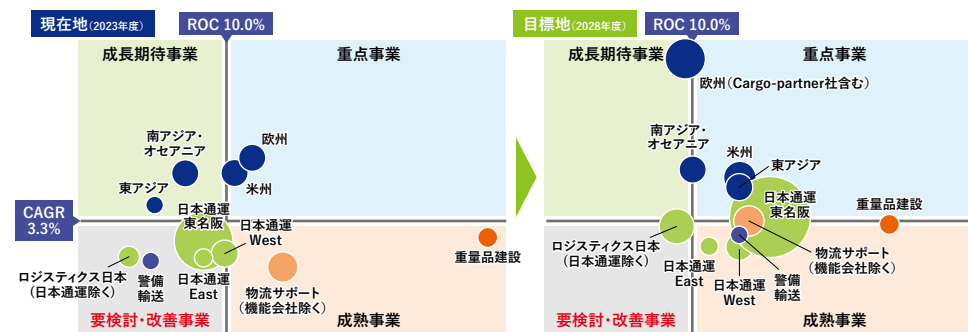 現在地(2023年度)
ROC 10.0%
成長期待事業
重点事業
CAGR
3.3%
南アジア・
オセアニア
欧州
米州
東アジア
日本通運
東名阪
日本通運
West
重量品建設
ロジスティクス日本
(日本通運除く)
警備
輸送
日本通運
East
物流サポート
(機能会社除く)
要検討・改善事業
成熟事業
目標地(2028年度)
ROC 10.0%
成長期待事業
重点事業
欧州(Cargo-partner社含む)
南アジア・
オセアニア
米州
東アジア
日本通運
東名阪
重量品建設
ロジスティクス日本
(日本通運除く)
日本通運
East
日本通運
West
警備
輸送
物流サポート
(機能会社除く)
要検討・改善事業
成熟事業